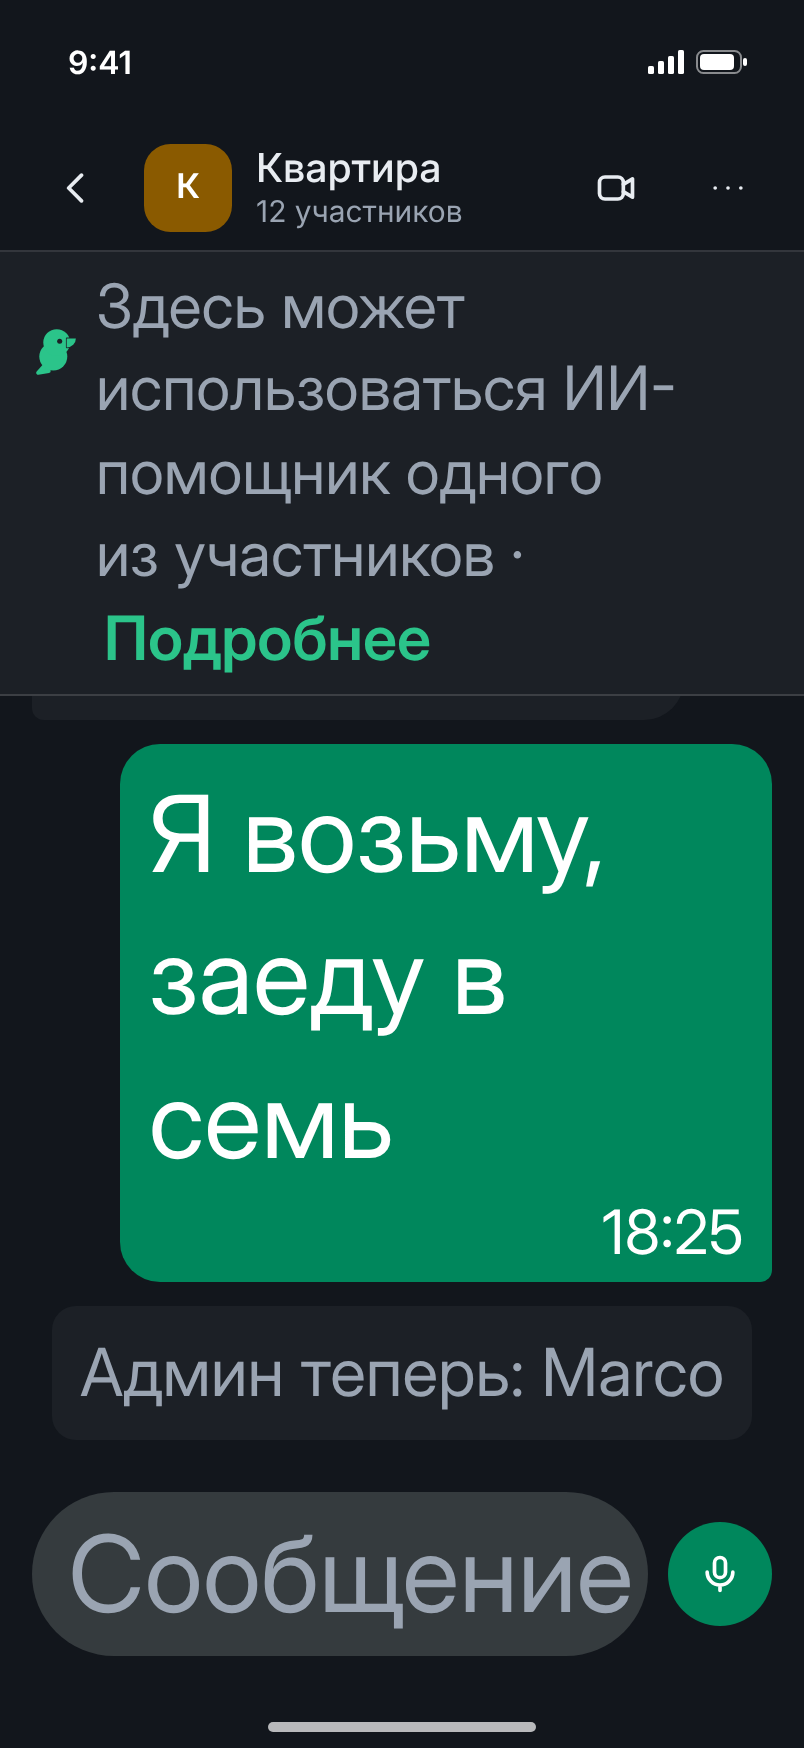 9:41
К
Квартира
12 участников
Здесь может
использоваться ИИ-
помощник одного
из участников ·
Подробнее
Я возьму,
заеду в
семь
18:25
Админ теперь: Marco
Сообщение